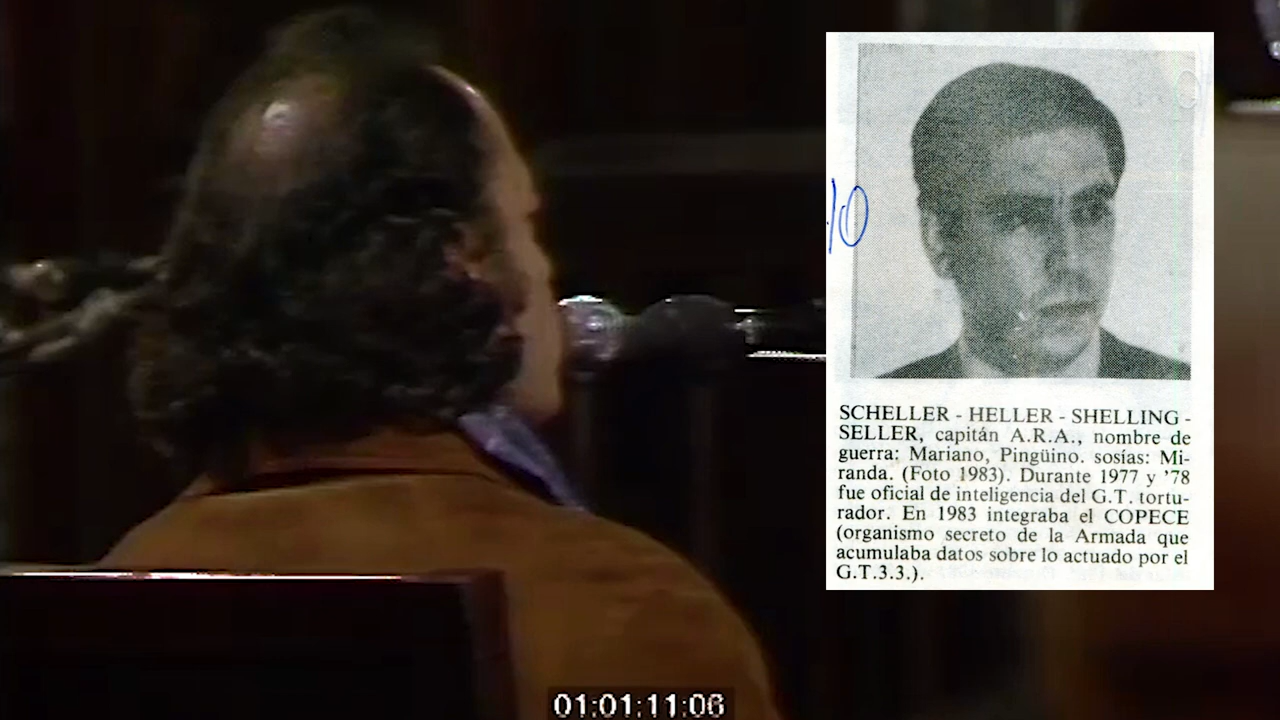 10
SCHELLER - HELLER - SHELLING -
SELLER, capitán A.R.A., nombre de
guerra: Mariano, Pingüino. sosías: Mi-
randa. (Foto 1983). Durante 1977 y '78
fue oficial de inteligencia del G.T. tortu-
rador. En 1983 integraba el COPECE
(organismo secreto de la Armada que
acumulaba datos sobre lo actuado por el
G.T.3.3.).
01:01:11:06